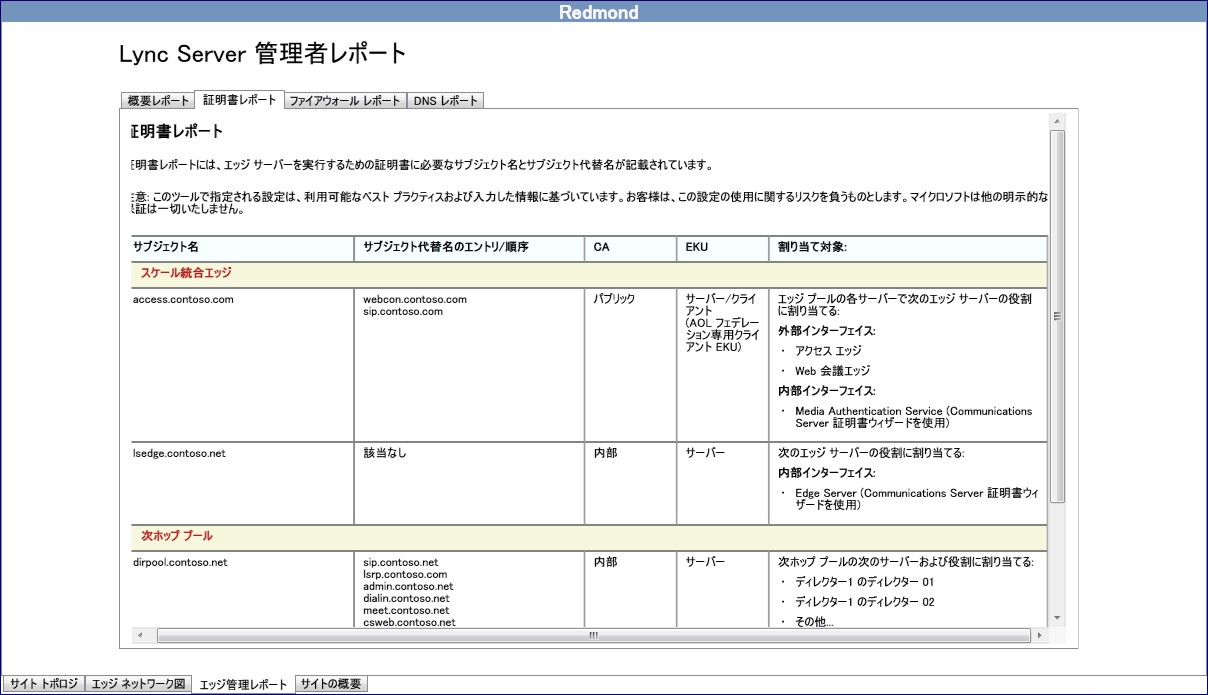 Redmond
Lync Server 管理者レポート
概要レポート 証明書レポート ファイアウォール レポート DNS レポート
証明書レポート
証明書レポートには、エッジ サーバーを実行するための証明書に必要なサブジェクト名とサブジェクト代替名が記載されています。
注意: このツールで指定される設定は、利用可能なベスト プラクティスおよび入力した情報に基づいています。お客様は、この設定の使用に関するリスクを負うものとします。マイクロソフトは他の明示的な
保証は一切いたしません。
サブジェクト名 サブジェクト代替名のエントリ/順序 CA EKU 割り当て対象:
スケール統合エッジ
access.contoso.com
webcon.contoso.com
sip.contoso.com
パブリック
サーバー/クライ
アント
(AOL フェデレー
ション専用クライ
アント EKU)
エッジ プールの各サーバーで次のエッジ サーバーの役割
に割り当てる:
外部インターフェイス:
・ アクセス エッジ
・ Web 会議エッジ
内部インターフェイス:
・ Media Authentication Service (Communications
Server 証明書ウィザードを使用)
lsedge.contoso.net
該当なし
内部
サーバー
次のエッジ サーバーの役割に割り当てる:
内部インターフェイス:
・ Edge Server (Communications Server 証明書ウィ
ザードを使用)
次ホップ プール
dirpool.contoso.net
sip.contoso.net
lsrp.contoso.com
admin.contoso.net
dialin.contoso.net
meet.contoso.net
csweb.contoso.net
内部
サーバー
次ホップ プールの次のサーバーおよび役割に割り当てる:
・ ディレクター1 のディレクター 01
・ ディレクター1 のディレクター 02
・ その他...
サイト トポロジ エッジ ネットワーク図 エッジ管理レポート サイトの概要